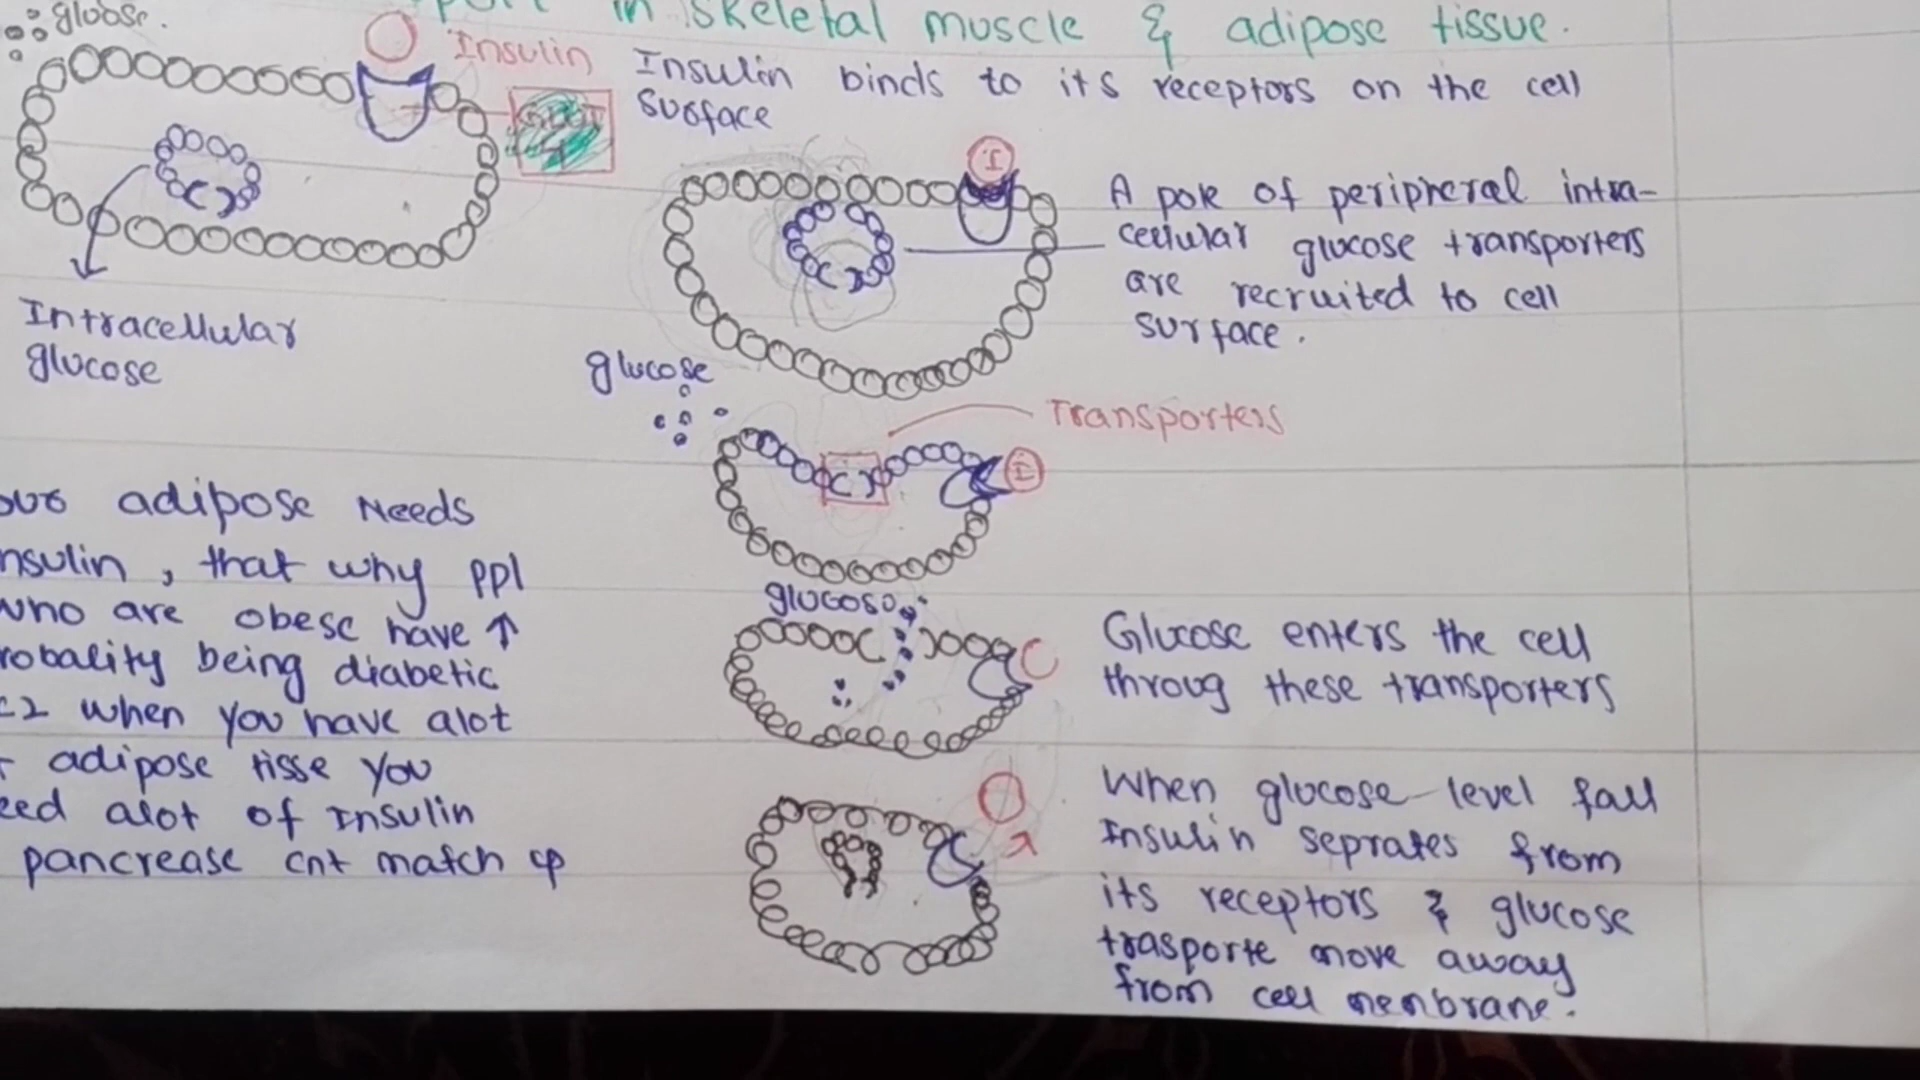 glucose.
in skeletal muscle & adipose tissue.
Insulin
GLUT
4
Insulin binds to its receptors on the cell
surface
I
A pore of peripheral intra-
cellular glucose transporters
are recruited to cell
surface.
Intracellular
glucose
glucose
Transporters
I
adipose Needs
nsulin, that why ppl
who are obese have ↑
robality being diabetic
when you have alot
adipose tisse you
eed alot of Insulin
pancrease cnt match up
glucose
Glucose enters the cell
throug these transporters
When glucose level fall
Insulin seprates from
its receptors & glucose
trasporte move away
from cell menbrane.